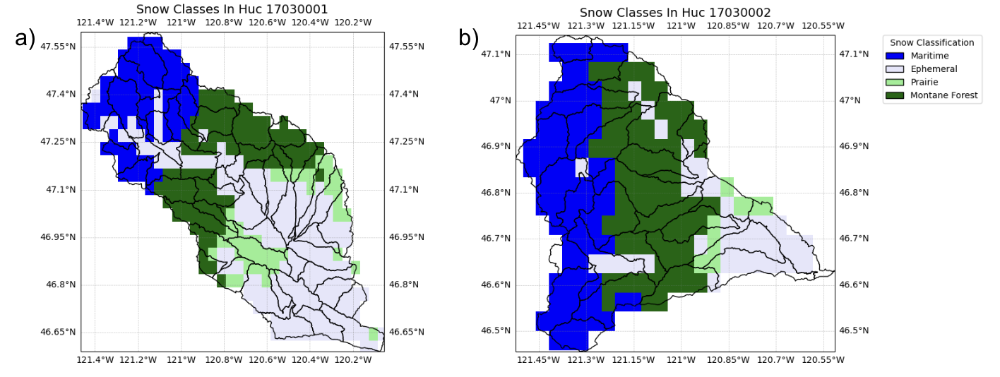 a)
Snow Classes In Huc 17030001
121.4°W 121.2°W 121°W 120.8°W 120.6°W 120.4°W 120.2°W
47.55°N 47.55°N
47.4°N 47.4°N
47.25°N 47.25°N
47.1°N 47.1°N
46.95°N 46.95°N
46.8°N 46.8°N
46.65°N 46.65°N
121.4°W 121.2°W 121°W 120.8°W 120.6°W 120.4°W 120.2°W
b)
Snow Classes In Huc 17030002
121.45°W 121.3°W 121.15°W 121°W 120.85°W 120.7°W 120.55°W
47.1°N 47.1°N
47°N 47°N
46.9°N 46.9°N
46.8°N 46.8°N
46.7°N 46.7°N
46.6°N 46.6°N
46.5°N 46.5°N
121.45°W 121.3°W 121.15°W 121°W 120.85°W 120.7°W 120.55°W
Snow Classification
Maritime
Ephemeral
Prairie
Montane Forest